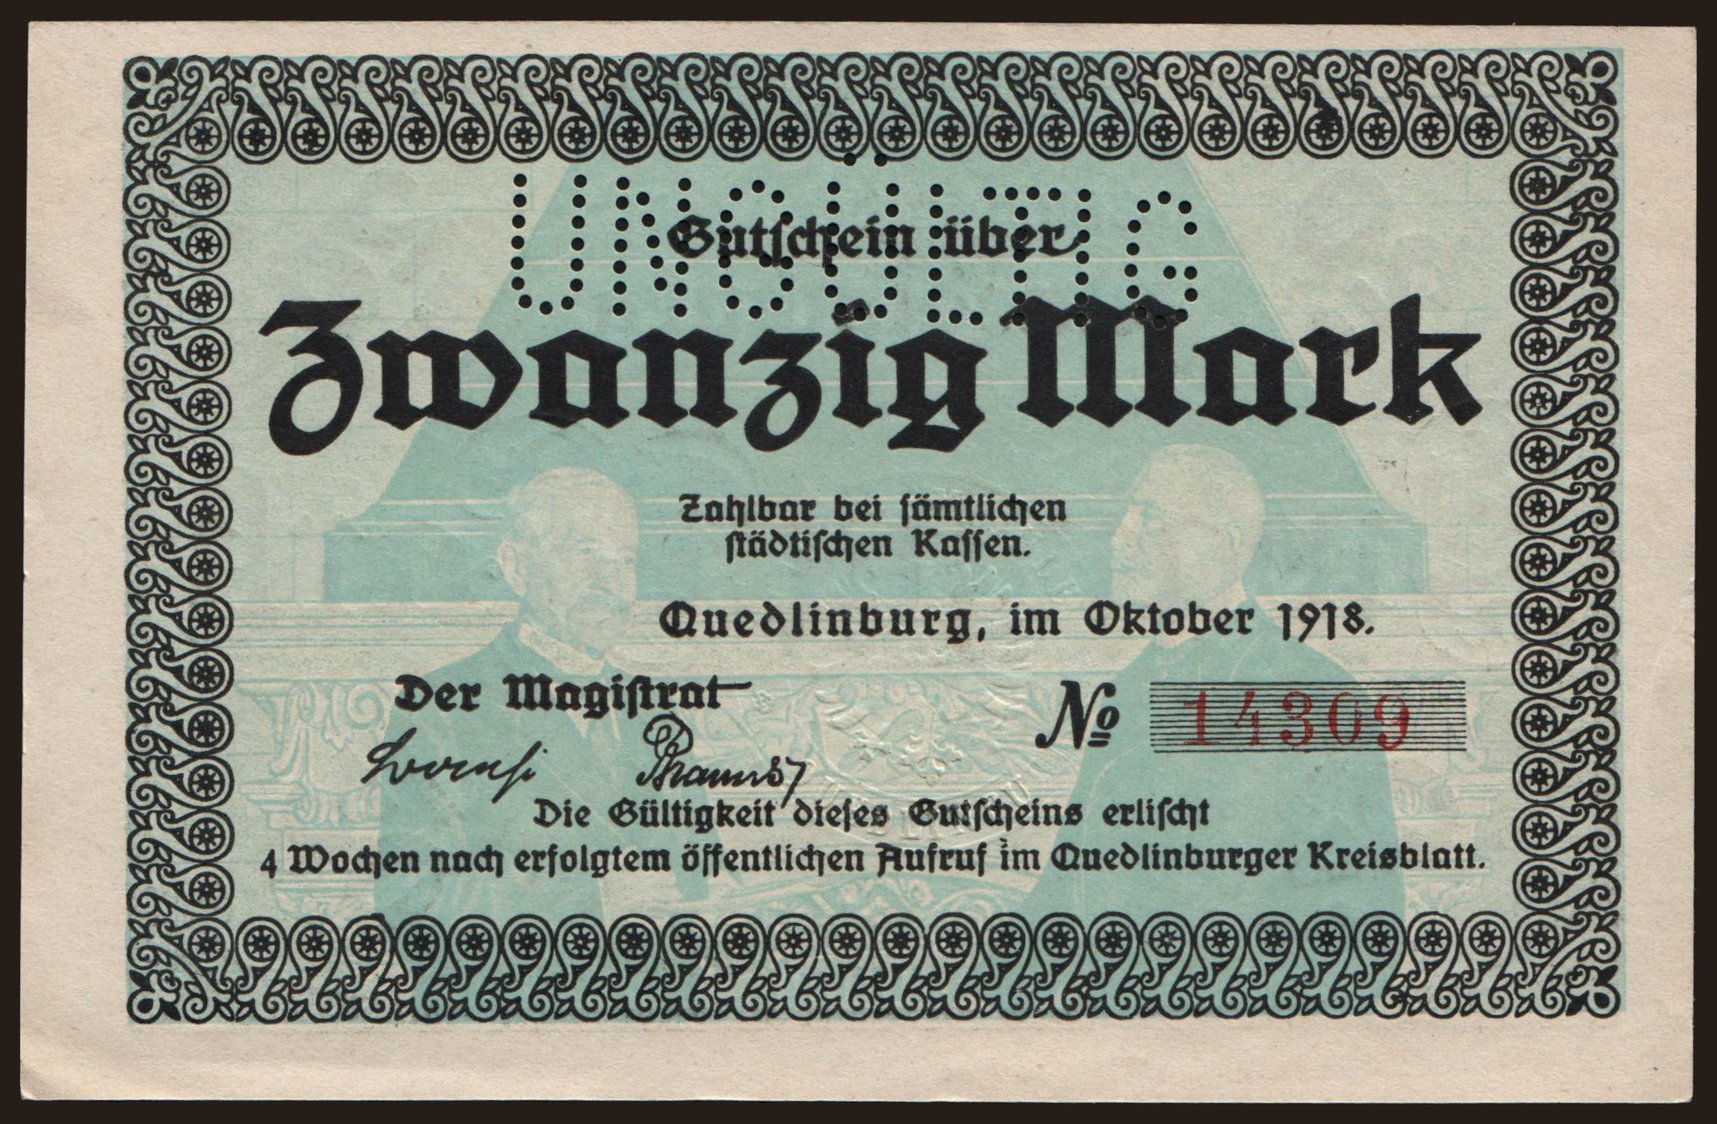 UNGÜLTIG
Gutschein über
Zwanzig Mark
Zahlbar bei sämtlichen
städtischen Kassen.
Quedlinburg, im Oktober 1918.
Der Magistrat
No 14309
Die Gültigkeit dieses Gutscheins erlischt
4 Wochen nach erfolgtem öffentlichen Aufruf im Quedlinburger Kreisblatt.